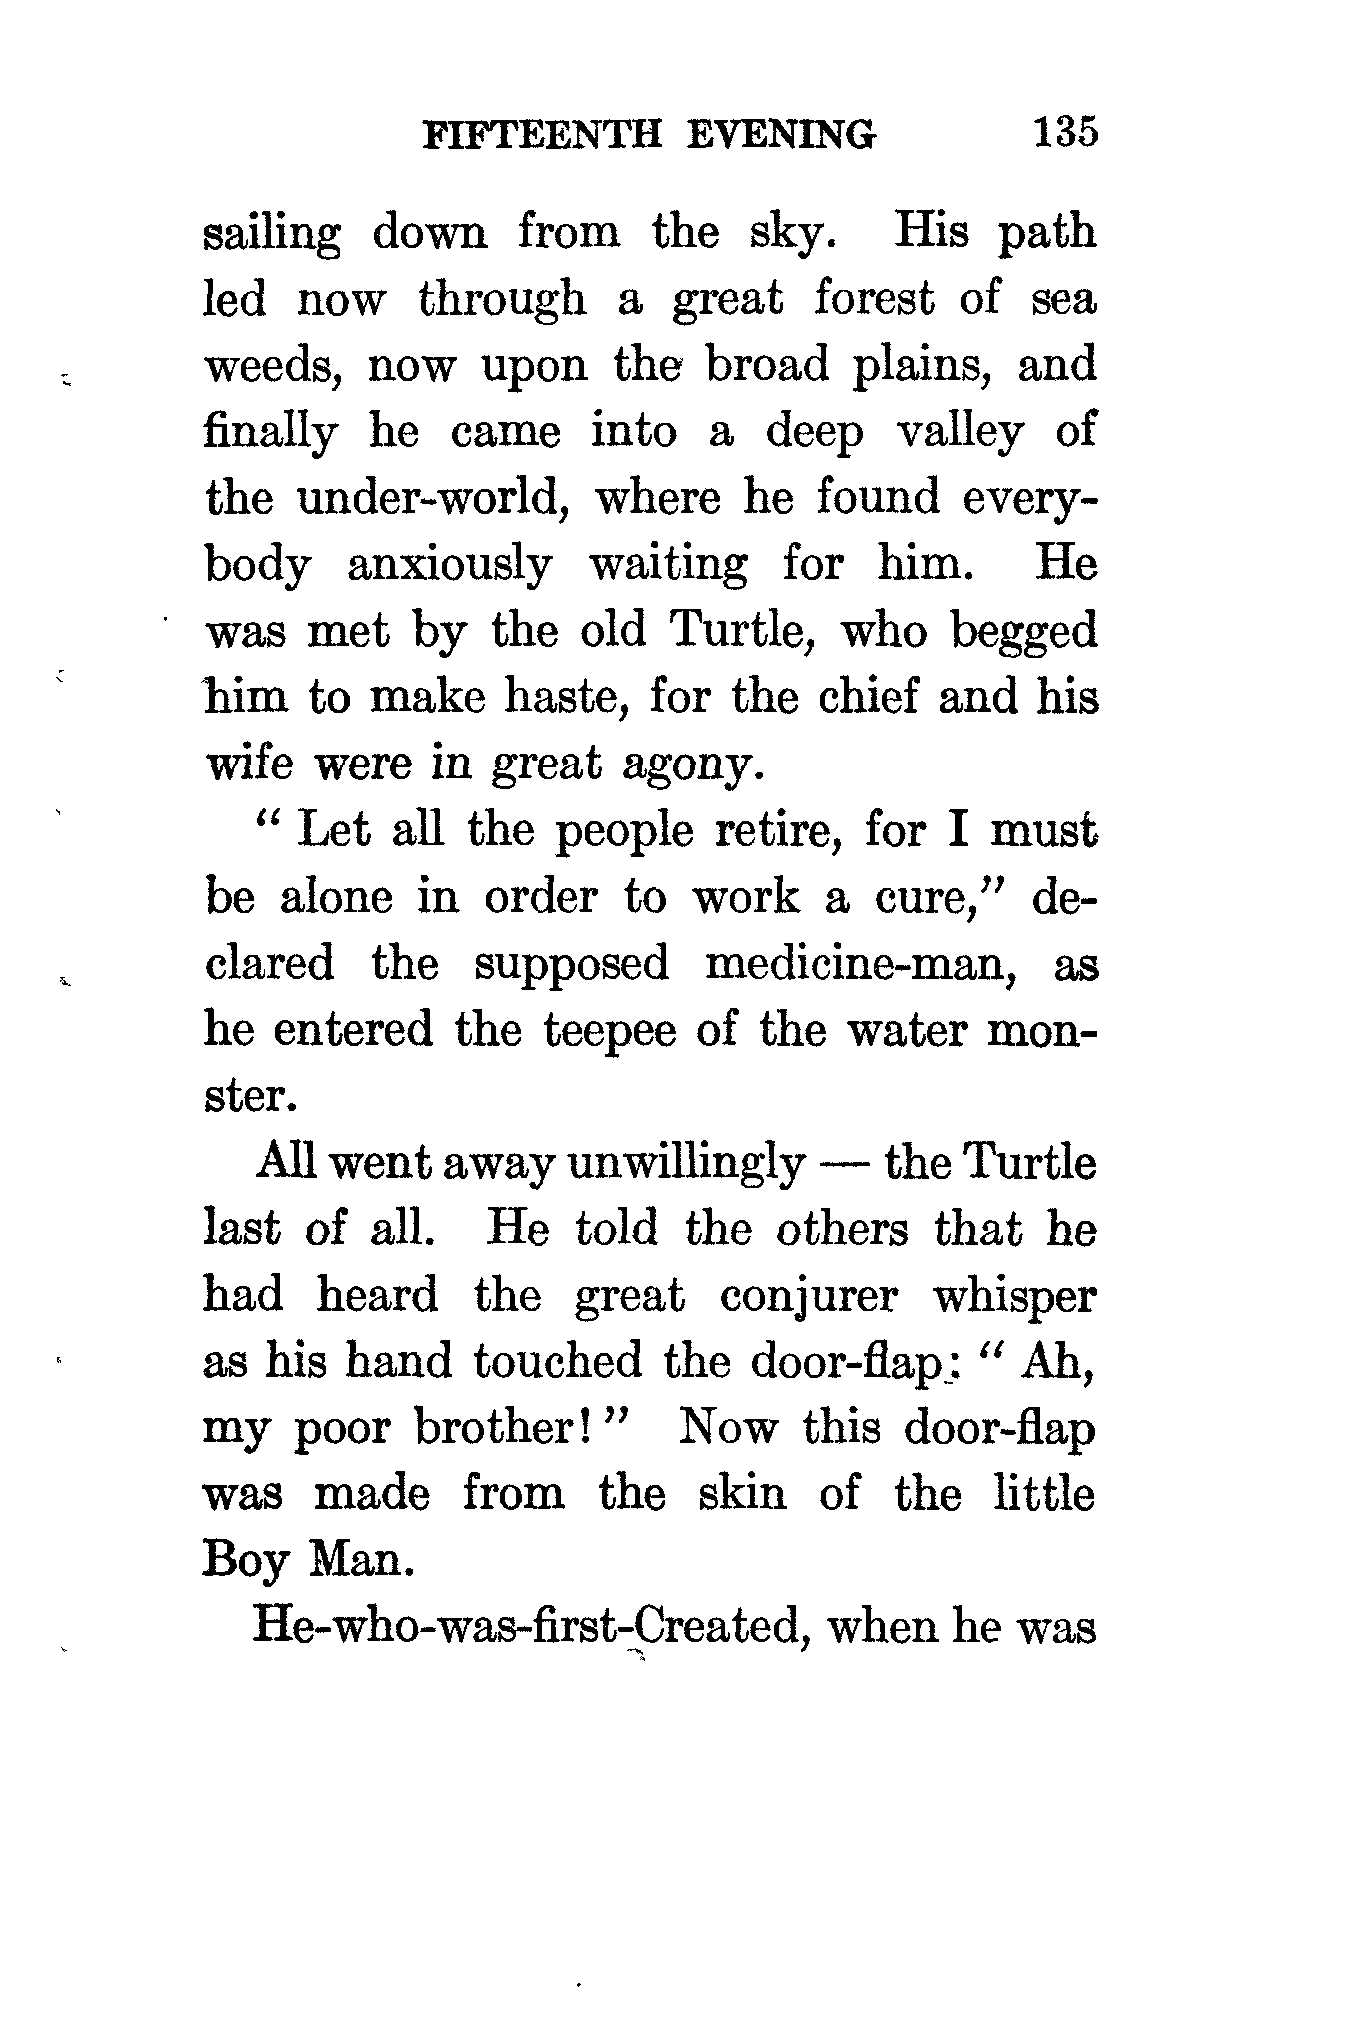 FIFTEENTH EVENING 135
sailing down from the sky. His path
led now through a great forest of sea
weeds, now upon the broad plains, and
finally he came into a deep valley of
the under-world, where he found every-
body anxiously waiting for him. He
was met by the old Turtle, who begged
him to make haste, for the chief and his
wife were in great agony.
“ Let all the people retire, for I must
be alone in order to work a cure,” de-
clared the supposed medicine-man, as
he entered the teepee of the water mon-
ster.
All went away unwillingly — the Turtle
last of all. He told the others that he
had heard the great conjurer whisper
as his hand touched the door-flap: “ Ah,
my poor brother! ” Now this door-flap
was made from the skin of the little
Boy Man.
He-who-was-first-Created, when he was